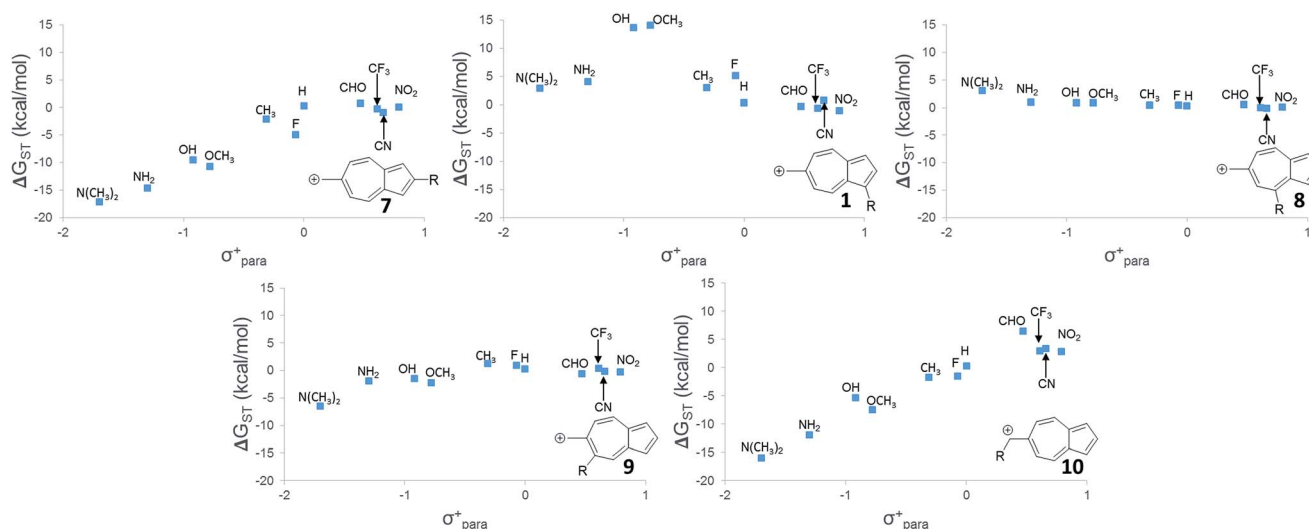 15
10
5
0
-5
-10
-15
-20
ΔG_ST (kcal/mol)
N(CH₃)₂
NH₂
OH
OCH₃
CH₃
F
H
CHO
CF₃
CN
NO₂
⊕
R
7
-2
-1
0
1
σ⁺para
15
10
5
0
-5
-10
-15
-20
ΔG_ST (kcal/mol)
N(CH₃)₂
NH₂
OH
OCH₃
CH₃
F
H
CHO
CF₃
CN
NO₂
⊕
R
1
-2
-1
0
1
σ⁺para
15
10
5
0
-5
-10
-15
-20
ΔG_ST (kcal/mol)
N(CH₃)₂
NH₂
OH
OCH₃
CH₃
F
H
CHO
CF₃
CN
NO₂
⊕
R
8
-2
-1
0
1
σ⁺para
15
10
5
0
-5
-10
-15
-20
ΔG_ST (kcal/mol)
N(CH₃)₂
NH₂
OH
OCH₃
CH₃
F
H
CHO
CF₃
CN
NO₂
⊕
R
9
-2
-1
0
1
σ⁺para
15
10
5
0
-5
-10
-15
-20
ΔG_ST (kcal/mol)
N(CH₃)₂
NH₂
OH
OCH₃
CH₃
F
H
CHO
CF₃
CN
NO₂
⊕
R
10
-2
-1
0
1
σ⁺para